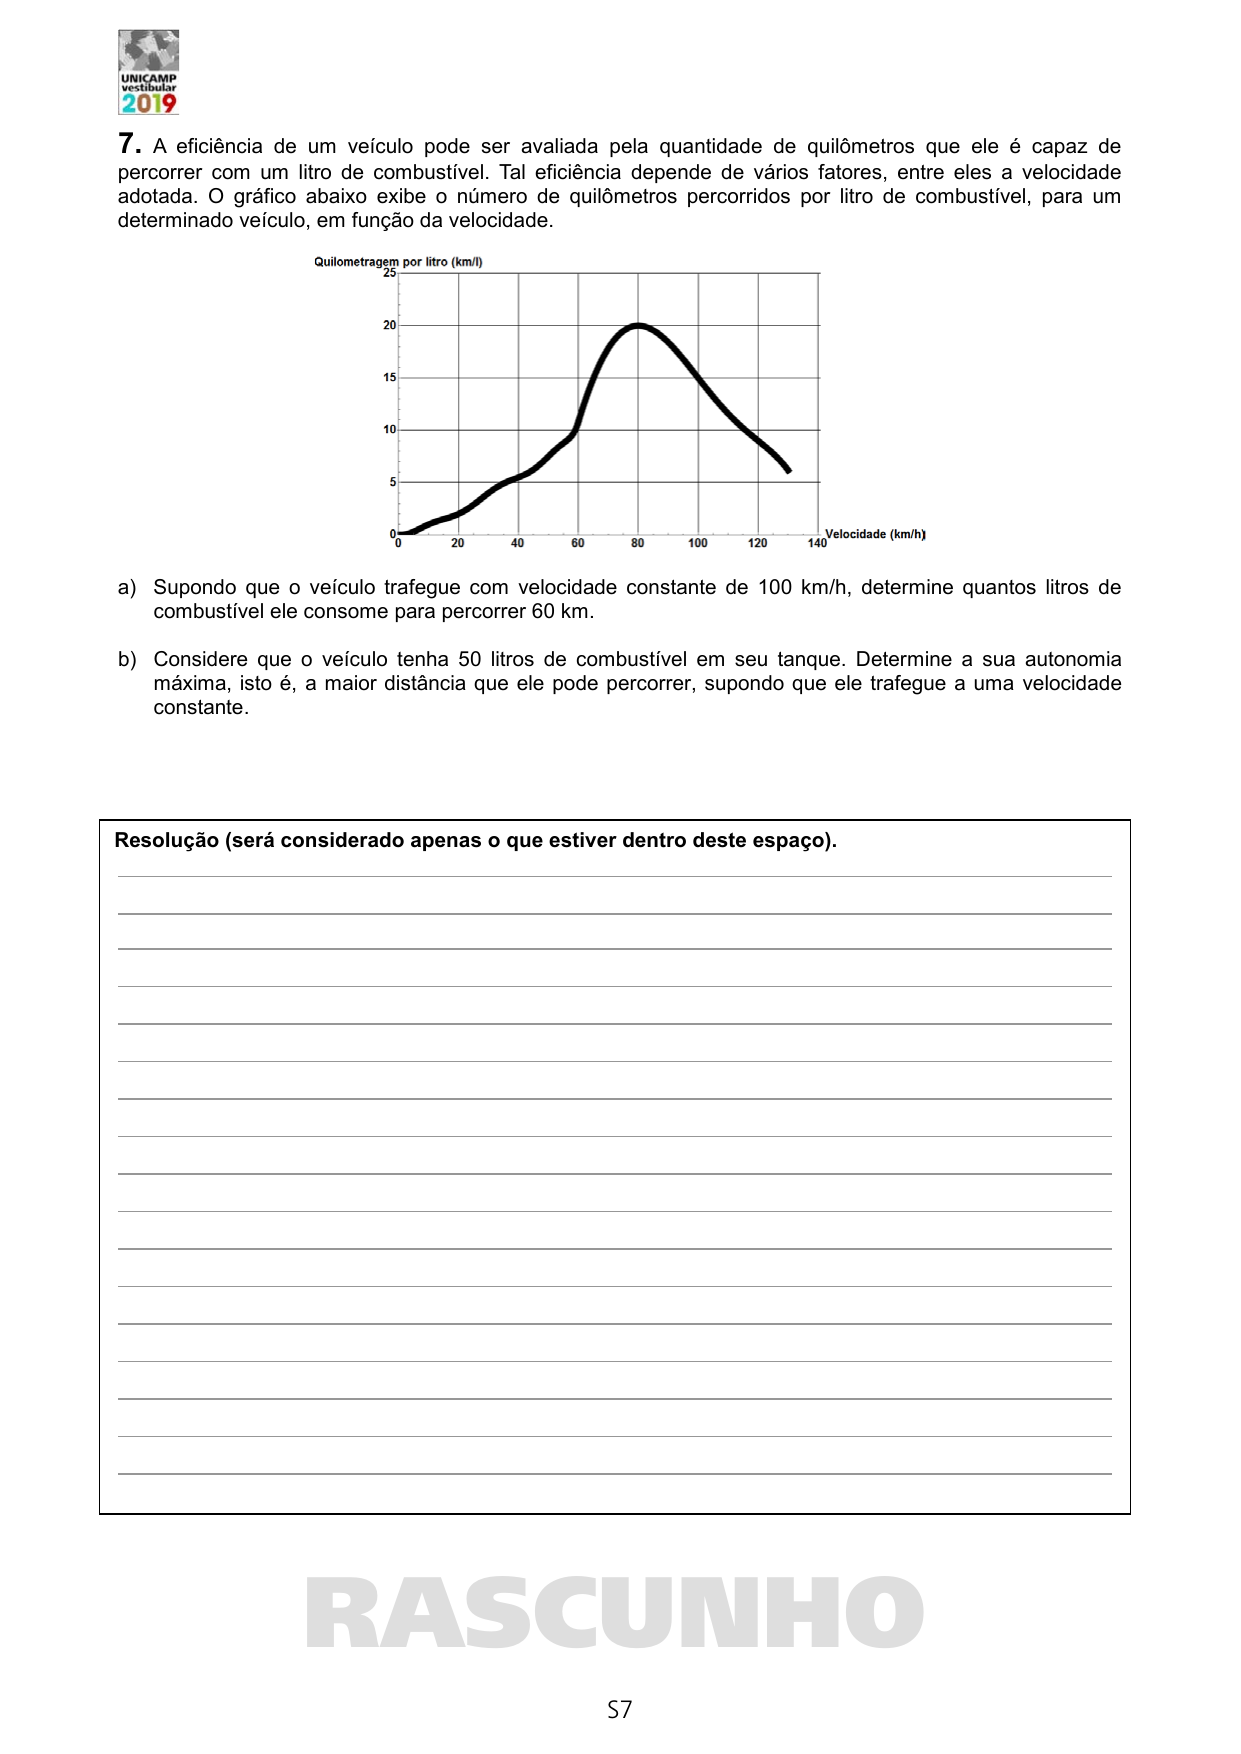 UNICAMP
vestibular
2019
7. A eficiência de um veículo pode ser avaliada pela quantidade de quilômetros que ele é capaz de
percorrer com um litro de combustível. Tal eficiência depende de vários fatores, entre eles a velocidade
adotada. O gráfico abaixo exibe o número de quilômetros percorridos por litro de combustível, para um
determinado veículo, em função da velocidade.
Quilometragem por litro (km/l)
25
20
15
10
5
0
0 20 40 60 80 100 120 140
Velocidade (km/h)
a) Supondo que o veículo trafegue com velocidade constante de 100 km/h, determine quantos litros de
combustível ele consome para percorrer 60 km.
b) Considere que o veículo tenha 50 litros de combustível em seu tanque. Determine a sua autonomia
máxima, isto é, a maior distância que ele pode percorrer, supondo que ele trafegue a uma velocidade
constante.
Resolução (será considerado apenas o que estiver dentro deste espaço).
RASCUNHO
S7